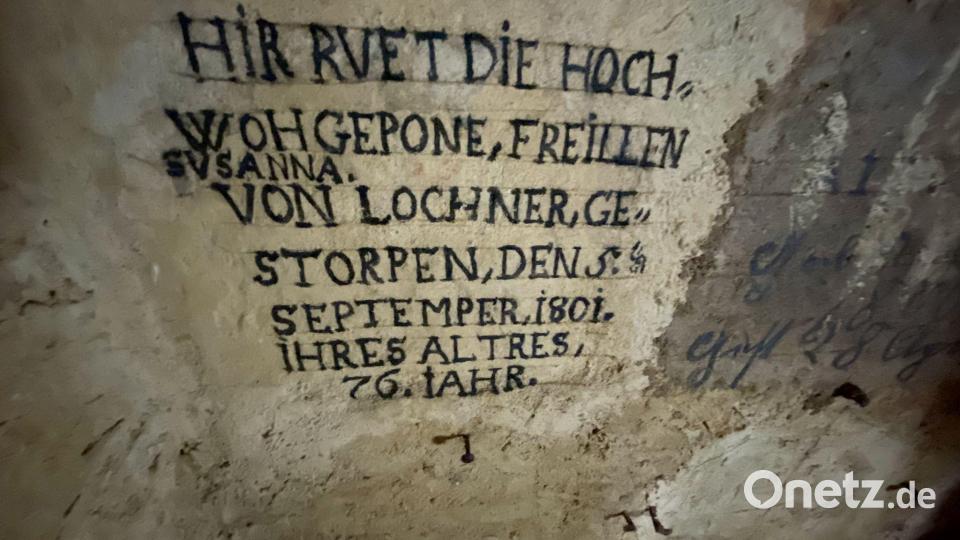 HiR RVET DiE HOCH„
WOHGEPONE, FREiLLEN
SVSANNA.
VON LOCHNER, GE„
STORPEN, DEN 5.
SEPTEMPER, i80i.
iHRES ALTRES,
76. iAHR.
Onetz.de